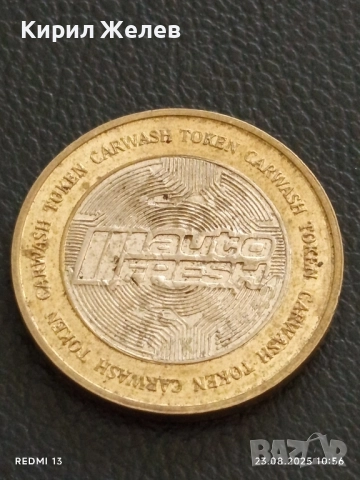 Кирил Желев
CARWASH TOKEN CARWASH TOKEN CARWASH TOKEN CARWASH TOKEN
auto
FRESH
REDMI 13
23.08.2025 10:56
БАЗАР